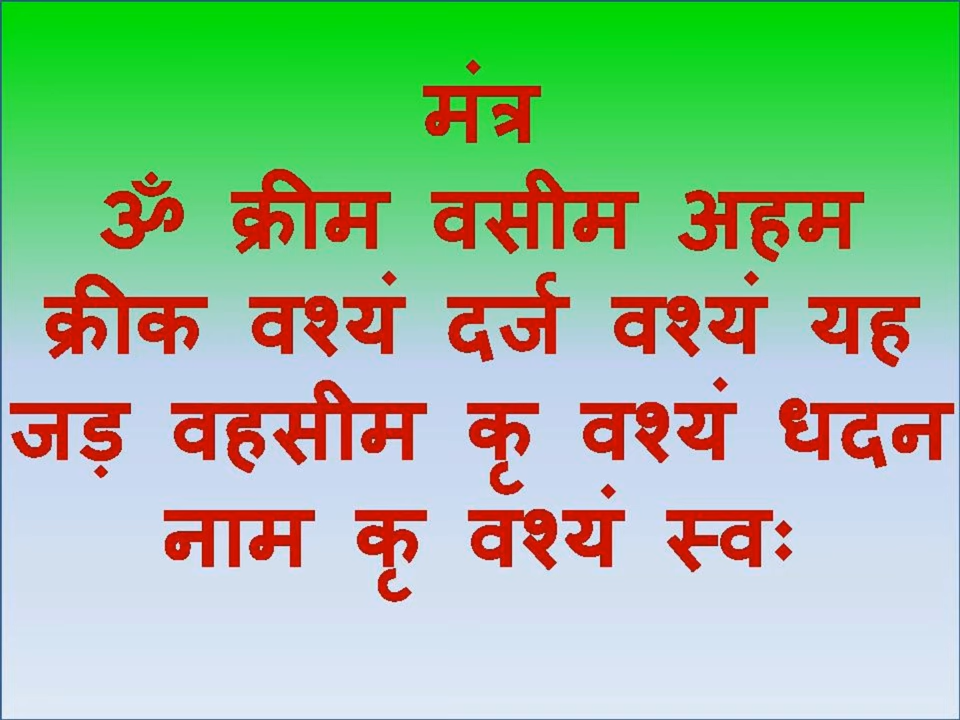 मंत्र
ॐ क्रीम वसीम अहम
क्रीक वश्यं दर्ज वश्यं यह
जड़ वहसीम कृ वश्यं धदन
नाम कृ वश्यं स्वः